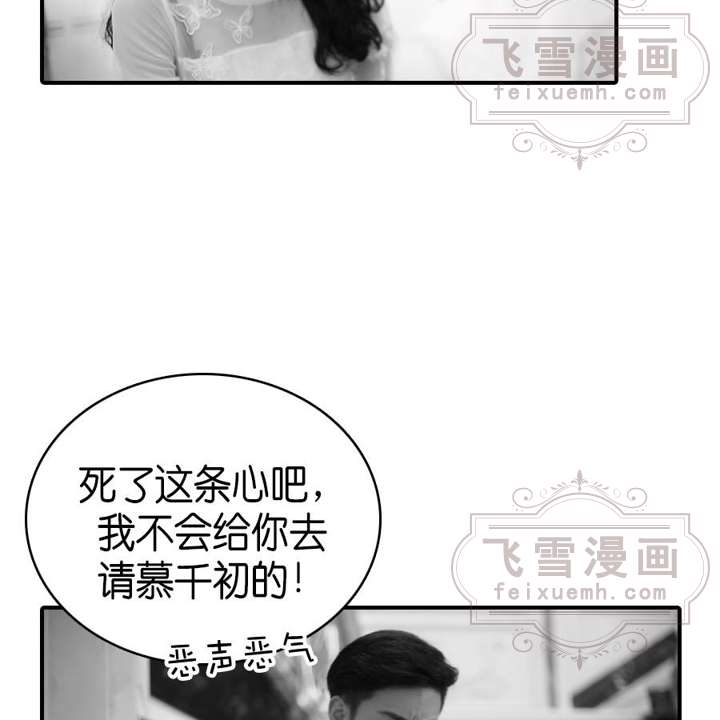 飞雪漫画
feixuemh.com
死了这条心吧，
我不会给你去
请慕千初的！
恶声恶气
飞雪漫画
feixuemh.com